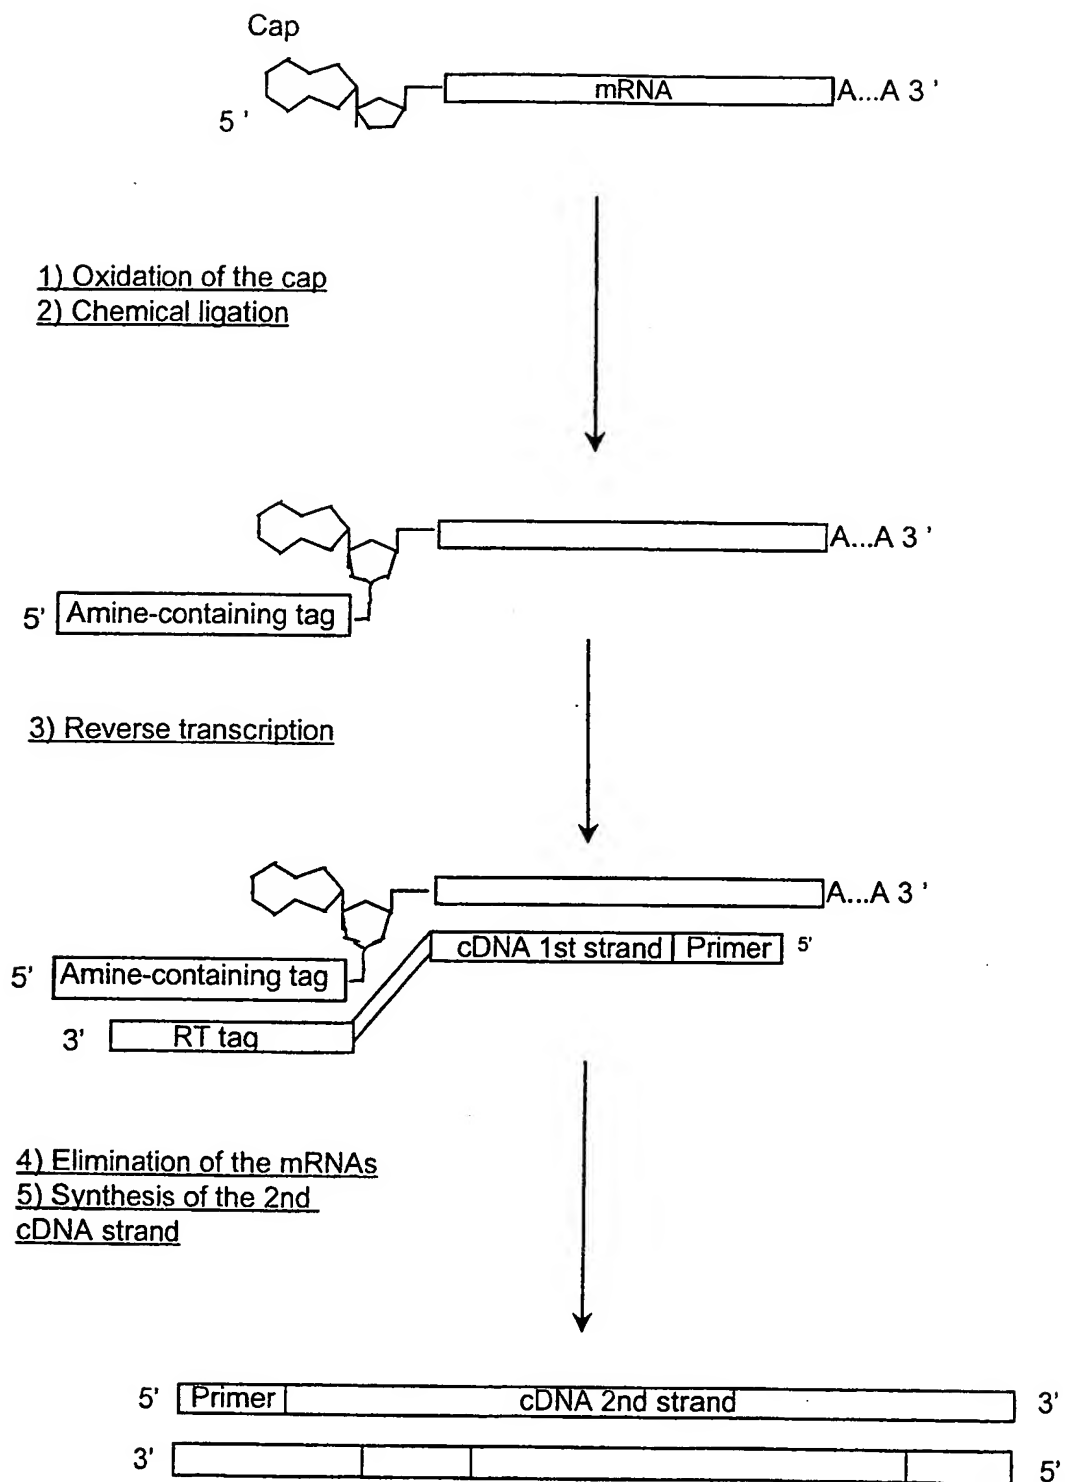 Cap
mRNA
A...A 3 '
5 '
1) Oxidation of the cap
2) Chemical ligation
A...A 3 '
5' Amine-containing tag
3) Reverse transcription
A...A 3 '
cDNA 1st strand Primer 5'
5' Amine-containing tag
3' RT tag
4) Elimination of the mRNAs
5) Synthesis of the 2nd
cDNA strand
5' Primer cDNA 2nd strand 3'
3' 5'